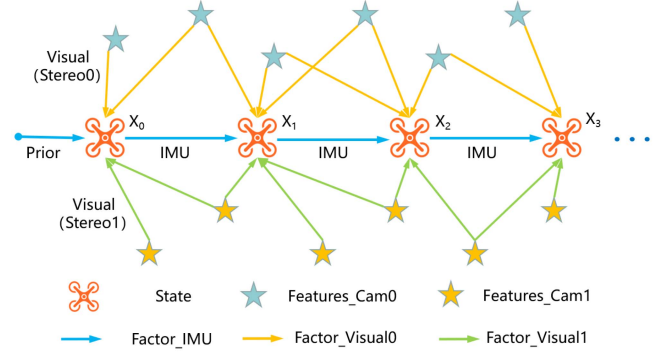 Visual
(Stereo0)
X0
X1
X2
X3
Prior
IMU
IMU
IMU
...
Visual
(Stereo1)
State
Features_Cam0
Features_Cam1
Factor_IMU
Factor_Visual0
Factor_Visual1